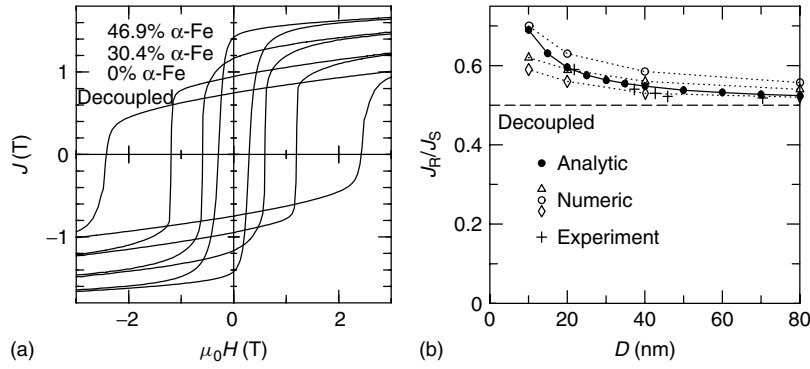 46.9% α-Fe
30.4% α-Fe
0% α-Fe
Decoupled
1
0
−1
J (T)
−2
0
2
μ0H (T)
(a)
0.6
0.4
0.2
JR/JS
Decoupled
Analytic
Numeric
Experiment
0
20
40
60
80
D (nm)
(b)